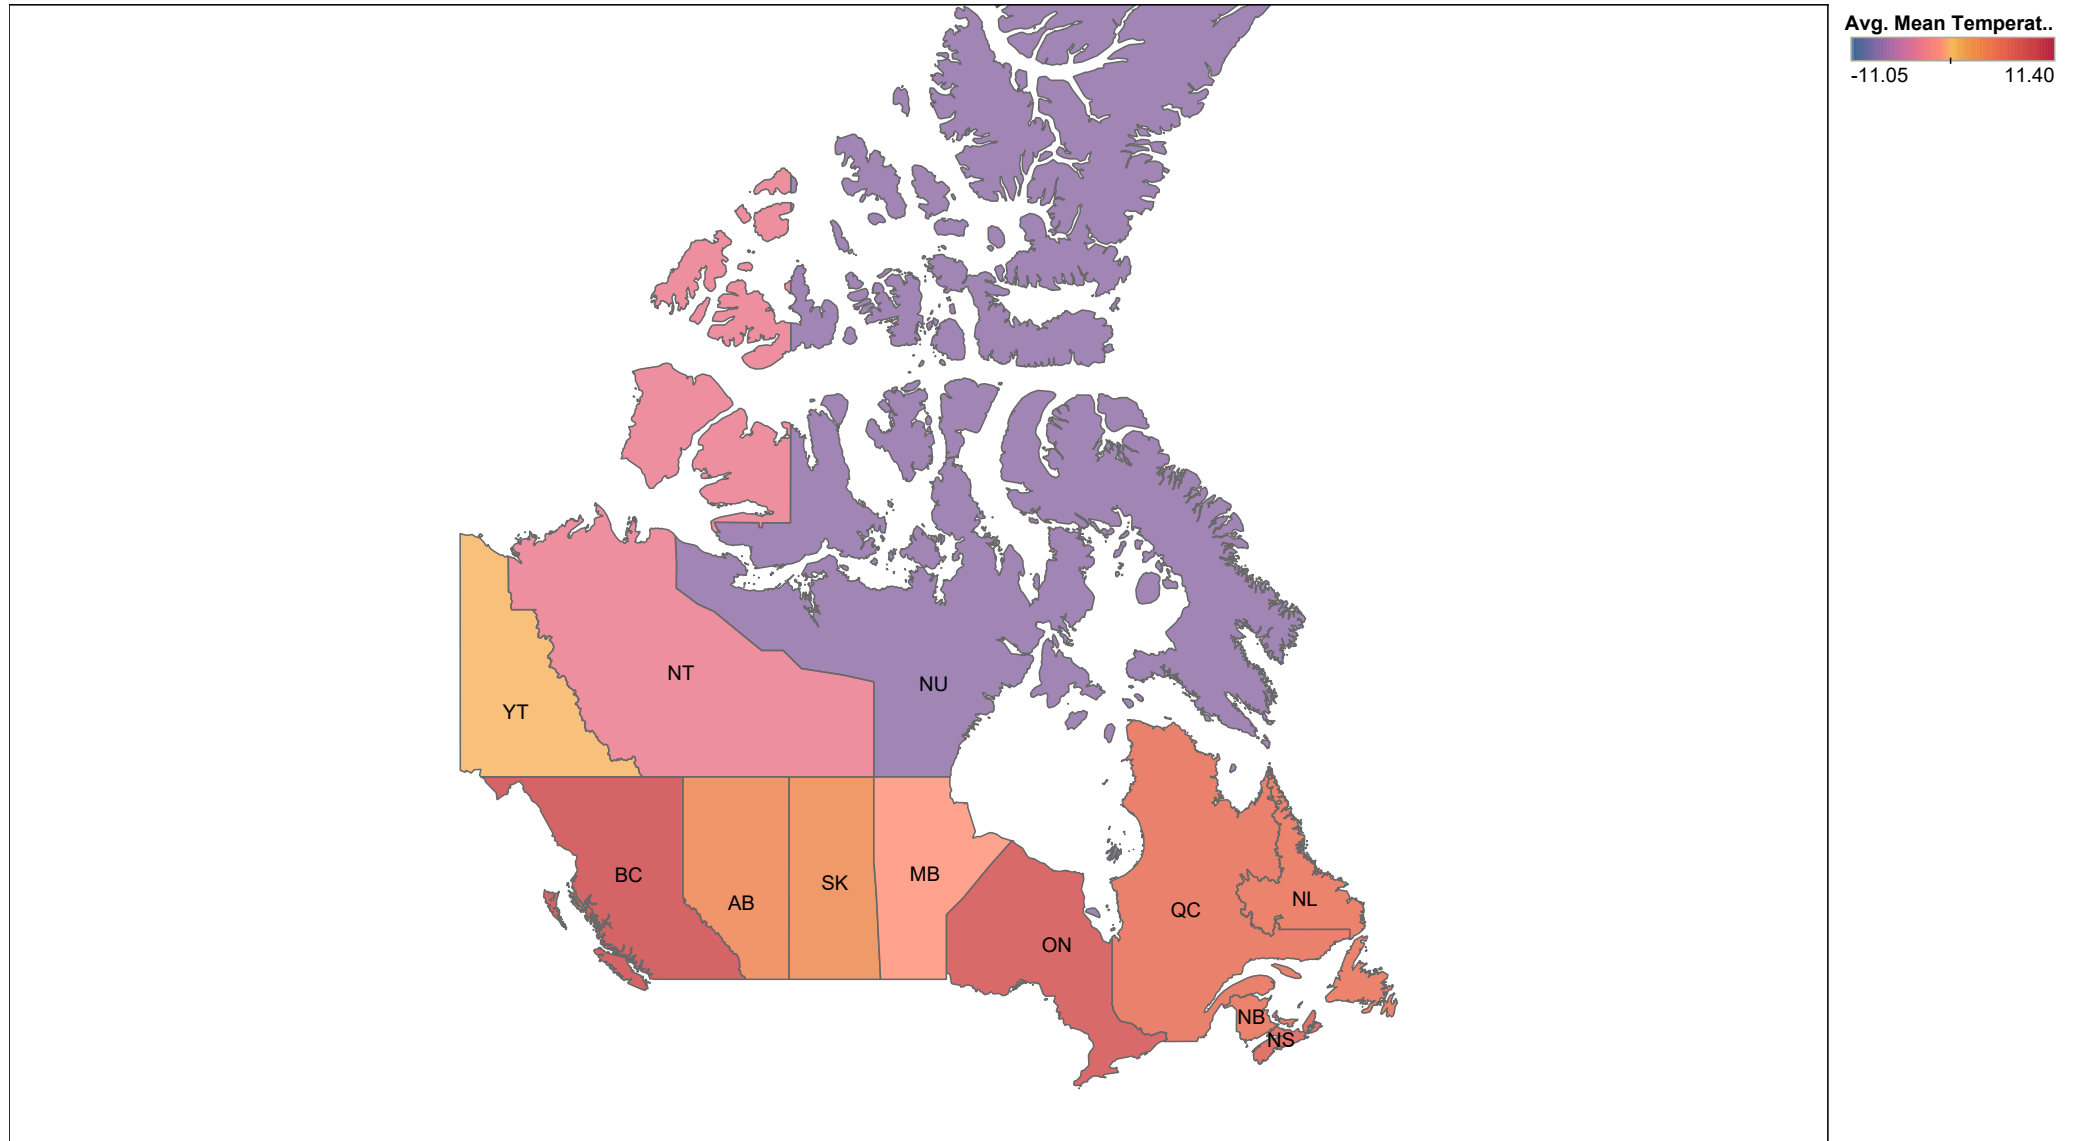 Avg. Mean Temperat..
-11.05 11.40
NT
NU
YT
BC
AB
SK
MB
ON
QC
NL
NB
NS